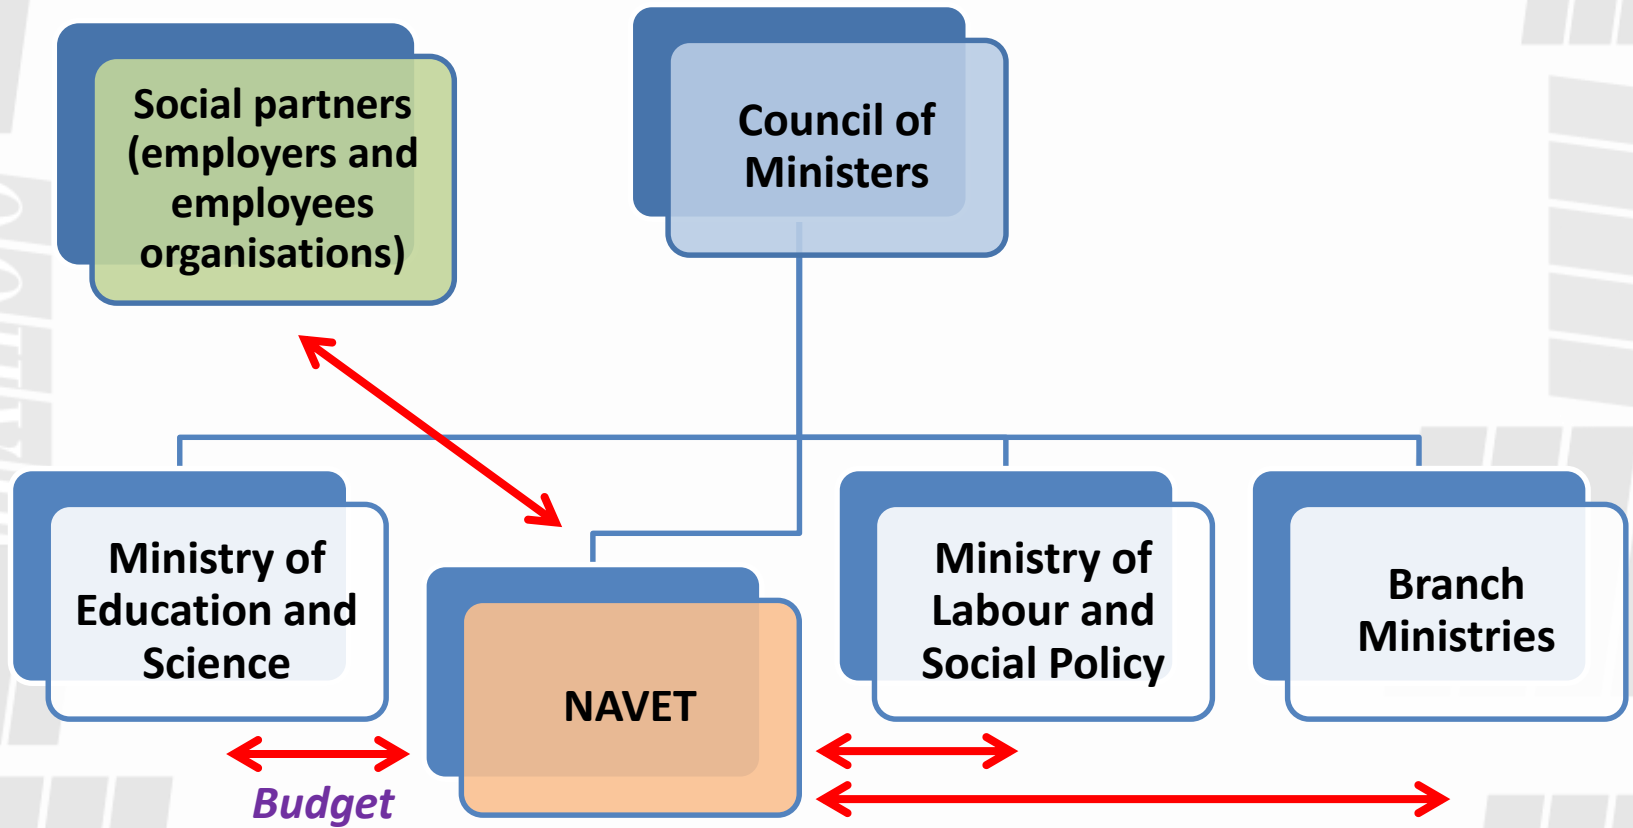 Social partners
(employers and
employees
organisations)
Council of
Ministers
Ministry of
Education and
Science
NAVET
Ministry of
Labour and
Social Policy
Branch
Ministries
Budget